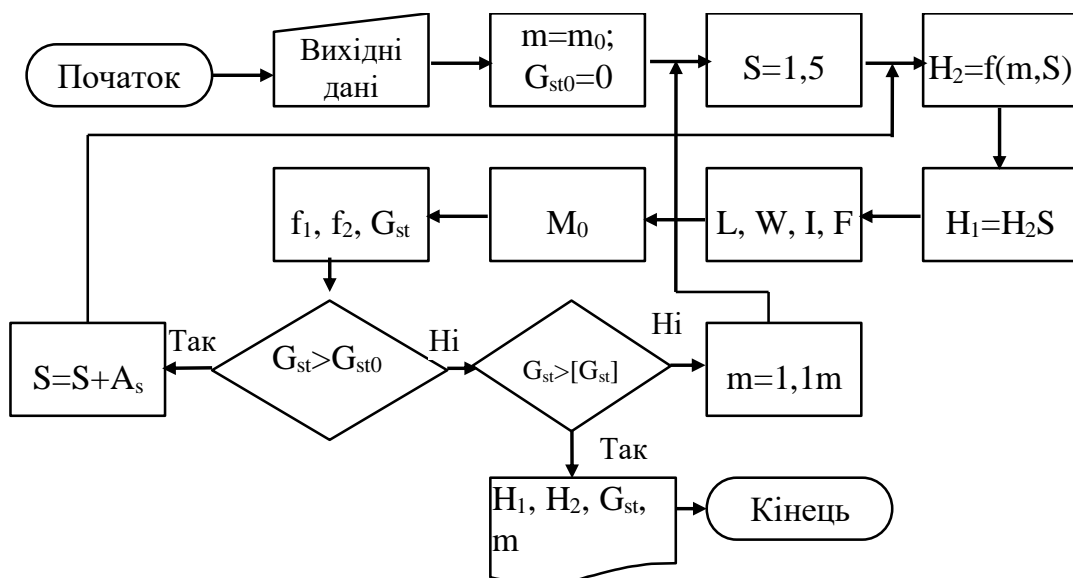 Початок
Вихідні
дані
m=m₀;
Gst0=0
S=1,5
H₂=f(m,S)
f₁, f₂, Gst
M₀
L, W, I, F
H₁=H₂S
S=S+Aₛ
Так
Gst>Gst0
Ні
Gst>[Gst]
Ні
m=1,1m
Так
H₁, H₂, Gst,
m
Кінець